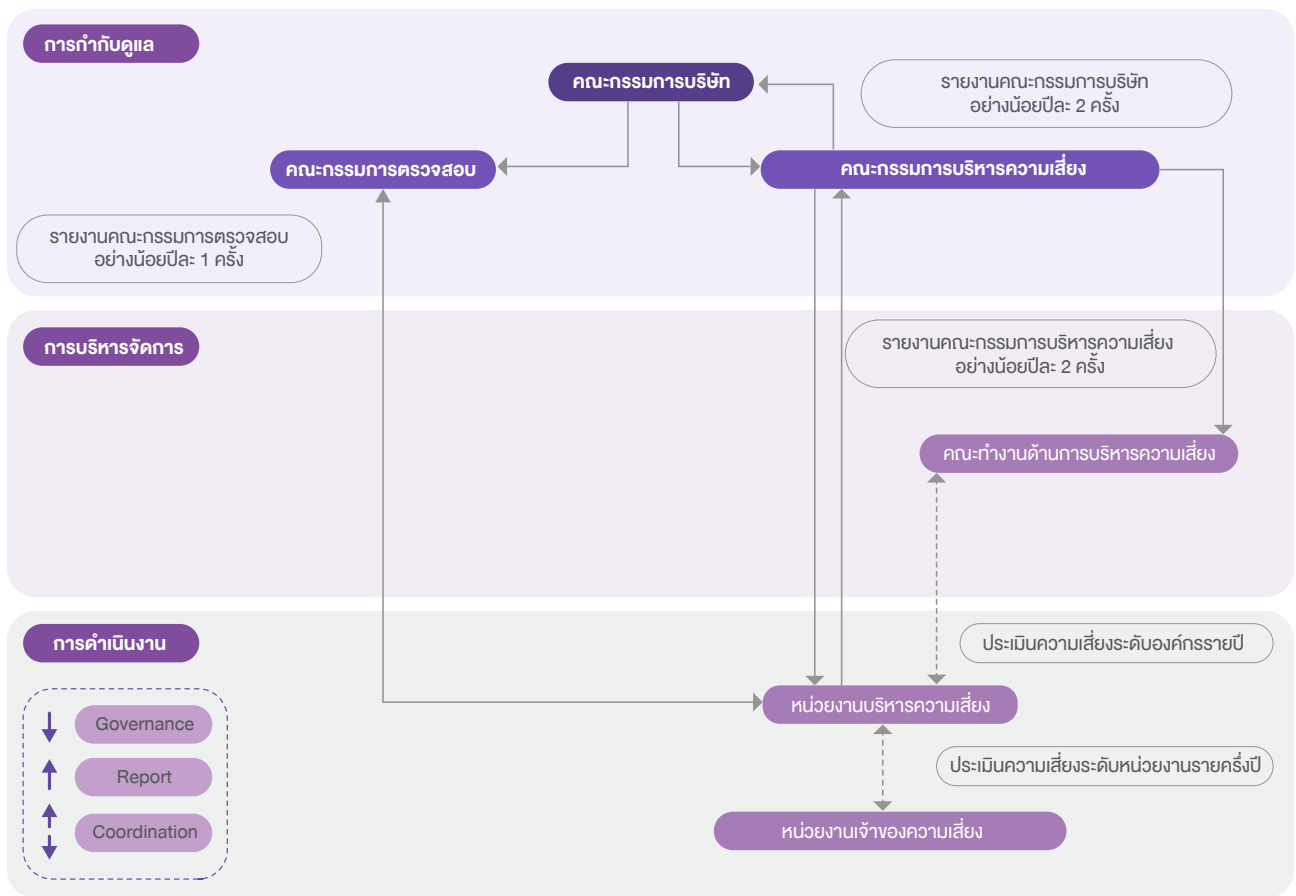 การกำกับดูแล
คณะกรรมการบริษัท
รายงานคณะกรรมการบริษัท
อย่างน้อยปีละ 2 ครั้ง
คณะกรรมการตรวจสอบ
คณะกรรมการบริหารความเสี่ยง
รายงานคณะกรรมการตรวจสอบ
อย่างน้อยปีละ 1 ครั้ง
การบริหารจัดการ
รายงานคณะกรรมการบริหารความเสี่ยง
อย่างน้อยปีละ 2 ครั้ง
คณะทำงานด้านการบริหารความเสี่ยง
การดำเนินงาน
ประเมินความเสี่ยงระดับองค์กรรายปี
หน่วยงานบริหารความเสี่ยง
Governance
ประเมินความเสี่ยงระดับหน่วยงานรายครึ่งปี
Report
Coordination
หน่วยงานเจ้าของความเสี่ยง